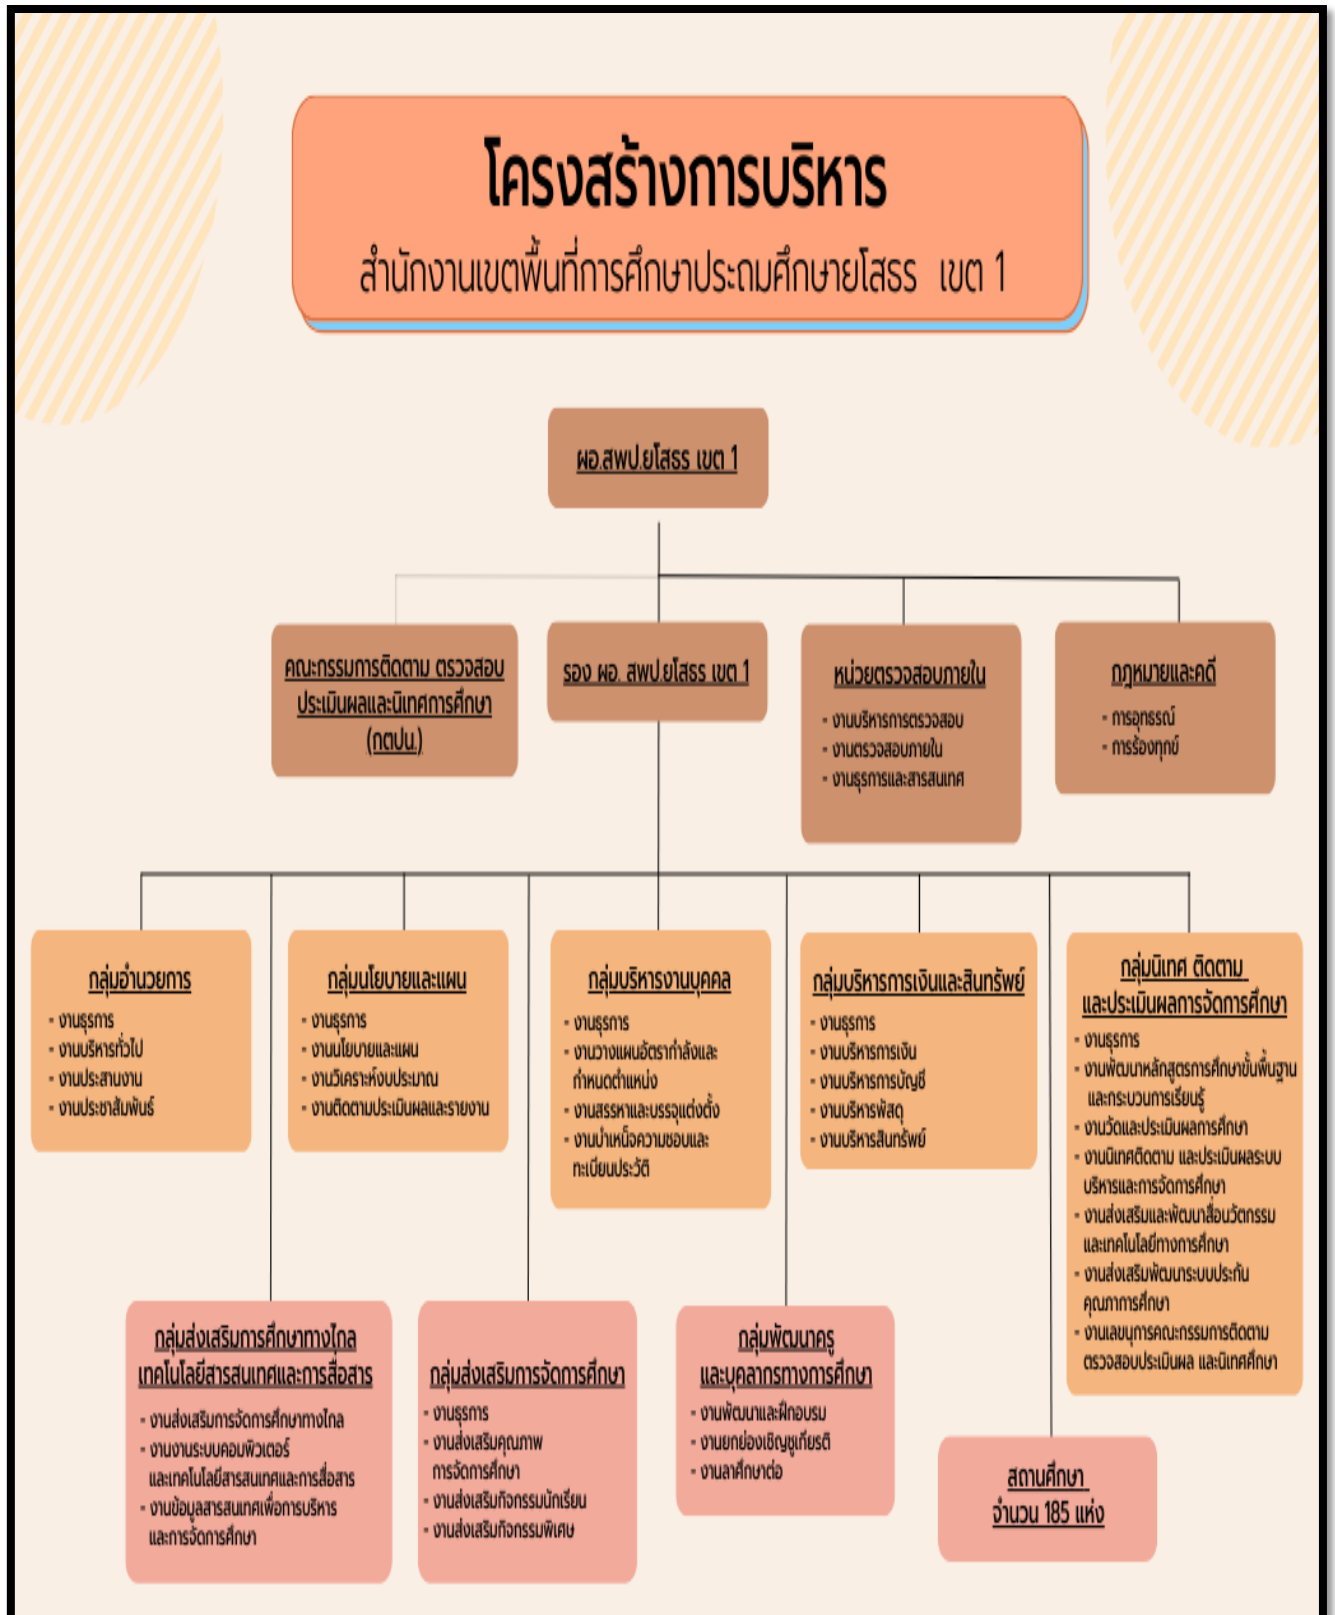 โครงสร้างการบริหาร
สำนักงานเขตพื้นที่การศึกษาประถมศึกษายโสธร เขต 1
ผอ.สพป.ยโสธร เขต 1
คณะกรรมการติดตาม ตรวจสอบ
ประเมินผลและนิเทศการศึกษา
(กตปน.)
รอง ผอ. สพป.ยโสธร เขต 1
หน่วยตรวจสอบภายใน
- งานบริหารการตรวจสอบ
- งานตรวจสอบภายใน
- งานธุรการและสารสนเทศ
กฎหมายและคดี
- การอุทธรณ์
- การร้องทุกข์
กลุ่มอำนวยการ
- งานธุรการ
- งานบริหารทั่วไป
- งานประสานงาน
- งานประชาสัมพันธ์
กลุ่มนโยบายและแผน
- งานธุรการ
- งานนโยบายและแผน
- งานวิเคราะห์งบประมาณ
- งานติดตามประเมินผลและรายงาน
กลุ่มบริหารงานบุคคล
- งานธุรการ
- งานวางแผนอัตรากำลังและ
กำหนดตำแหน่ง
- งานสรรหาและบรรจุแต่งตั้ง
- งานบำเหน็จความชอบและ
ทะเบียนประวัติ
กลุ่มบริหารการเงินและสินทรัพย์
- งานธุรการ
- งานบริหารการเงิน
- งานบริหารการบัญชี
- งานบริหารพัสดุ
- งานบริหารสินทรัพย์
กลุ่มนิเทศ ติดตาม
และประเมินผลการจัดการศึกษา
- งานธุรการ
- งานพัฒนาหลักสูตรการศึกษาขั้นพื้นฐาน
และกระบวนการเรียนรู้
- งานวัดและประเมินผลการศึกษา
- งานนิเทศติดตาม และประเมินผลระบบ
บริหารและการจัดการศึกษา
- งานส่งเสริมและพัฒนาสื่อนวัตกรรม
และเทคโนโลยีทางการศึกษา
- งานส่งเสริมพัฒนาระบบประกัน
คุณภาการศึกษา
- งานเลขนุการคณะกรรมการติดตาม
ตรวจสอบประเมินผล และนิเทศศึกษา
กลุ่มส่งเสริมการศึกษาทางไกล
เทคโนโลยีสารสนเทศและการสื่อสาร
- งานส่งเสริมการจัดการศึกษาทางไกล
- งานงานระบบคอมพิวเตอร์
และเทคโนโลยีสารสนเทศและการสื่อสาร
- งานข้อมูลสารสนเทศเพื่อการบริหาร
และการจัดการศึกษา
กลุ่มส่งเสริมการจัดการศึกษา
- งานธุรการ
- งานส่งเสริมคุณภาพ
การจัดการศึกษา
- งานส่งเสริมกิจกรรมนักเรียน
- งานส่งเสริมกิจกรรมพิเศษ
กลุ่มพัฒนาครู
และบุคลากรทางการศึกษา
- งานพัฒนาและฝึกอบรม
- งานยกย่องเชิญชูเกียรติ
- งานลาศึกษาต่อ
สถานศึกษา
จำนวน 185 แห่ง